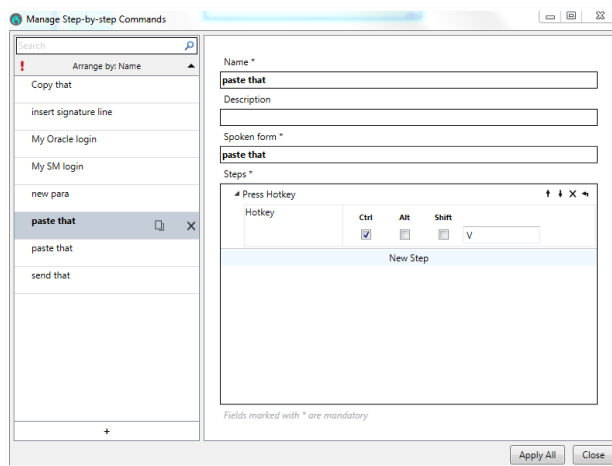 Manage Step-by-step Commands
Search
! Arrange by: Name
Copy that
insert signature line
My Oracle login
My SM login
new para
paste that
paste that
send that
+
Name *
paste that
Description
Spoken form *
paste that
Steps *
Press Hotkey
Hotkey Ctrl Alt Shift
V
New Step
Fields marked with * are mandatory
Apply All Close